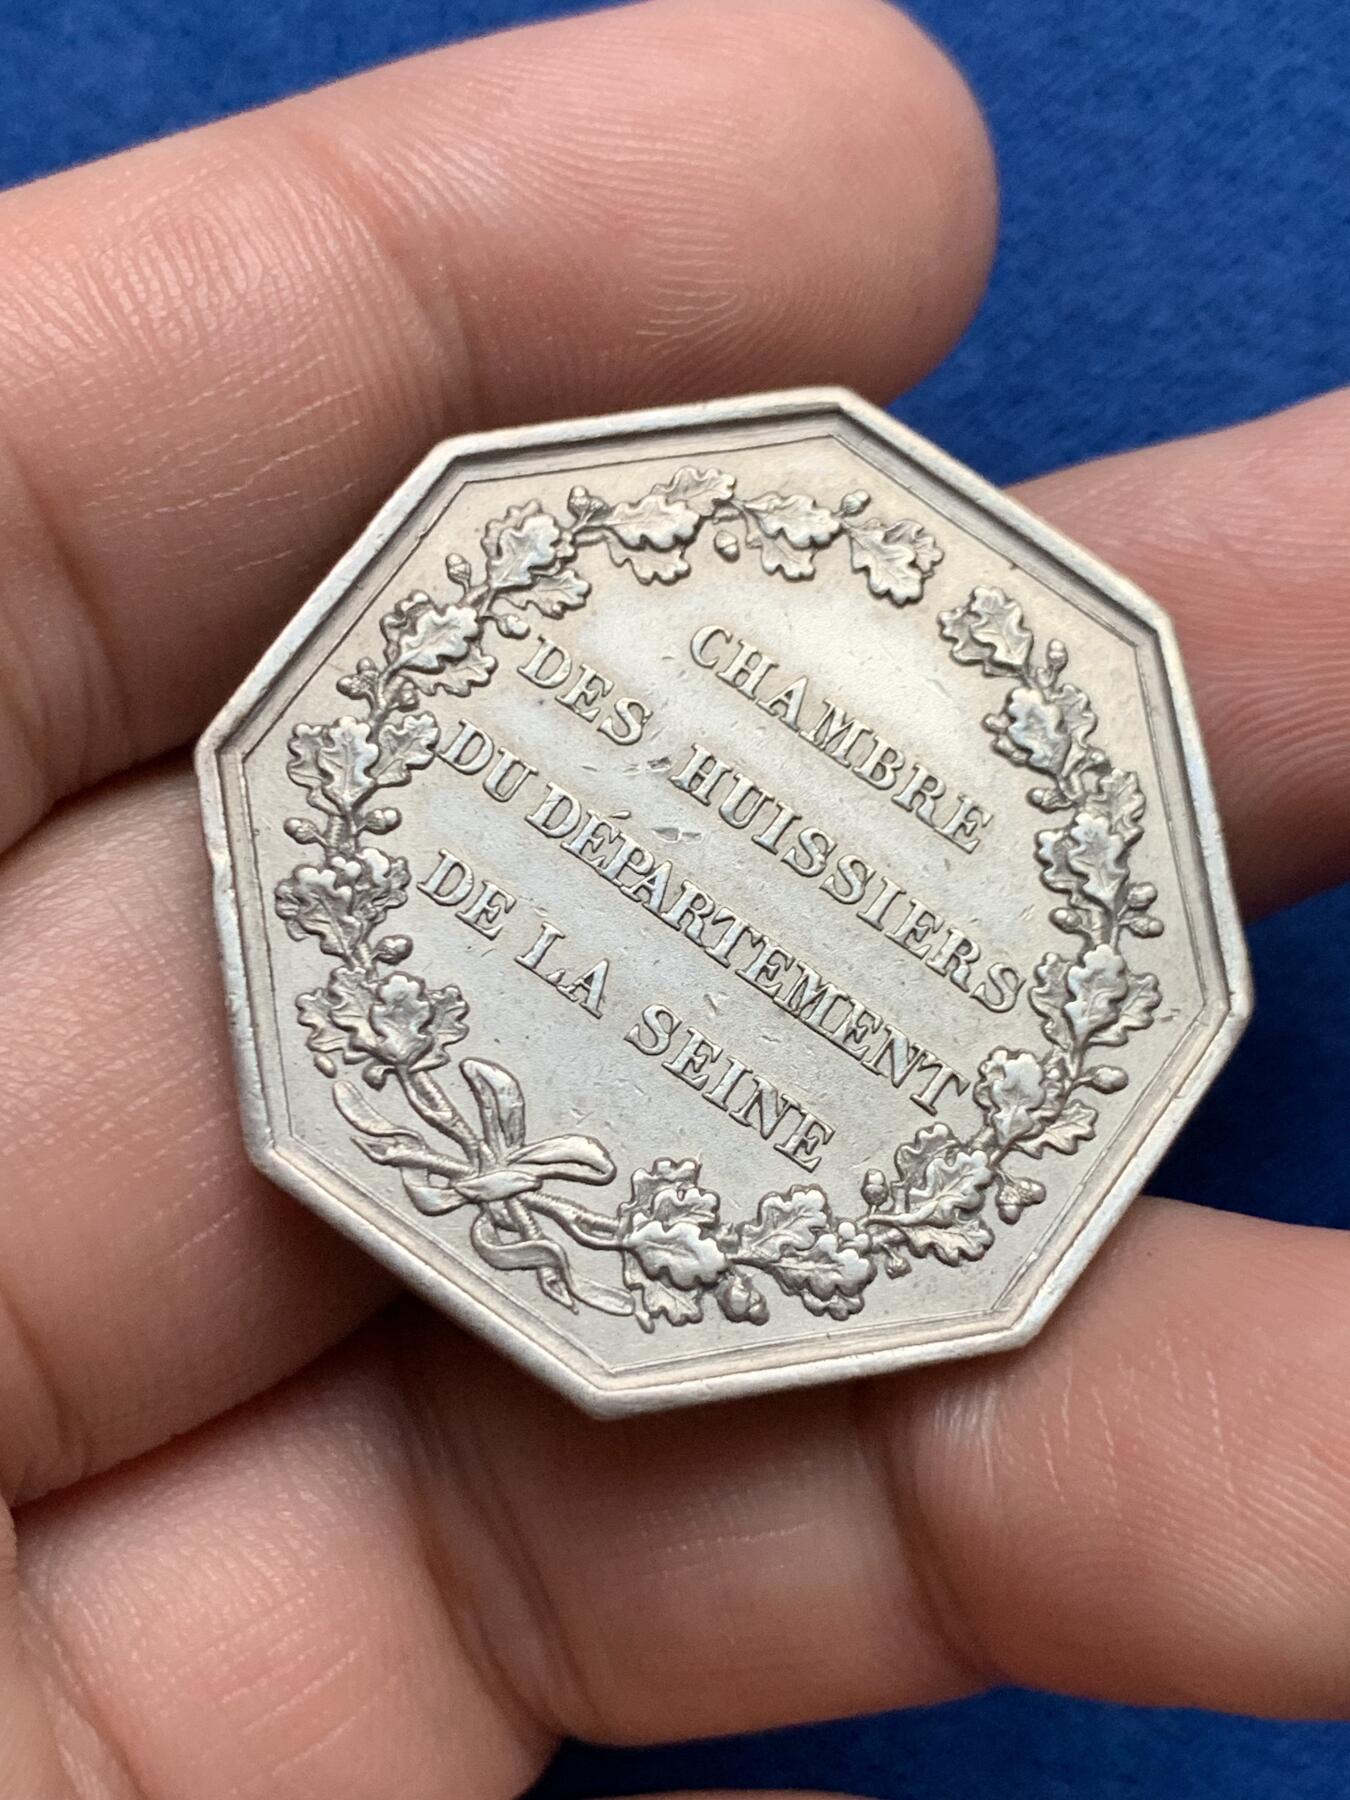 CHAMBRE
DES HUISSIERS
DU DÉPARTEMENT
DE LA SEINE